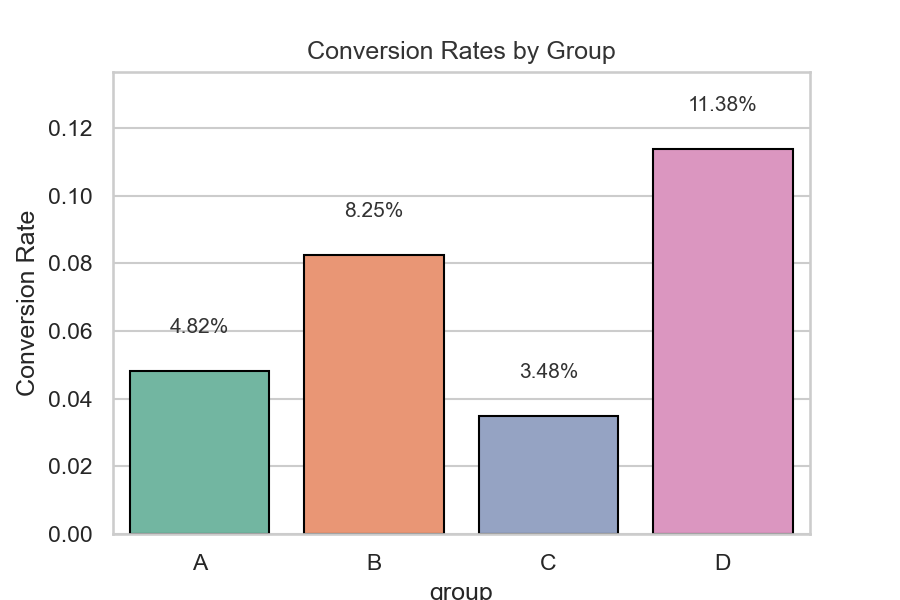 Conversion Rates by Group
Conversion Rate
0.12
0.10
0.08
0.06
0.04
0.02
0.00
4.82%
8.25%
3.48%
11.38%
A
B
C
D
group